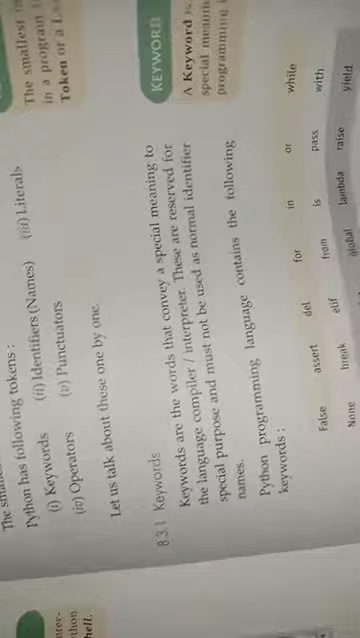 The
Python has following tokens :
(i) Keywords (ii) Identifiers (Names) (iii) Literals
(iv) Operators (v) Punctuators
Let us talk about these one by one.
8.3.1 Keywords
Keywords are the words that convey a special meaning to
the language compiler / interpreter. These are reserved for
special purpose and must not be used as normal identifier
names.
Python programming language contains the following
keywords :
False assert del for in or while
elif from is pass with
None break global lambda raise yield
The smallest
in a program
Token or a
KEYWORD
A Keyword is
special
programming
hell.